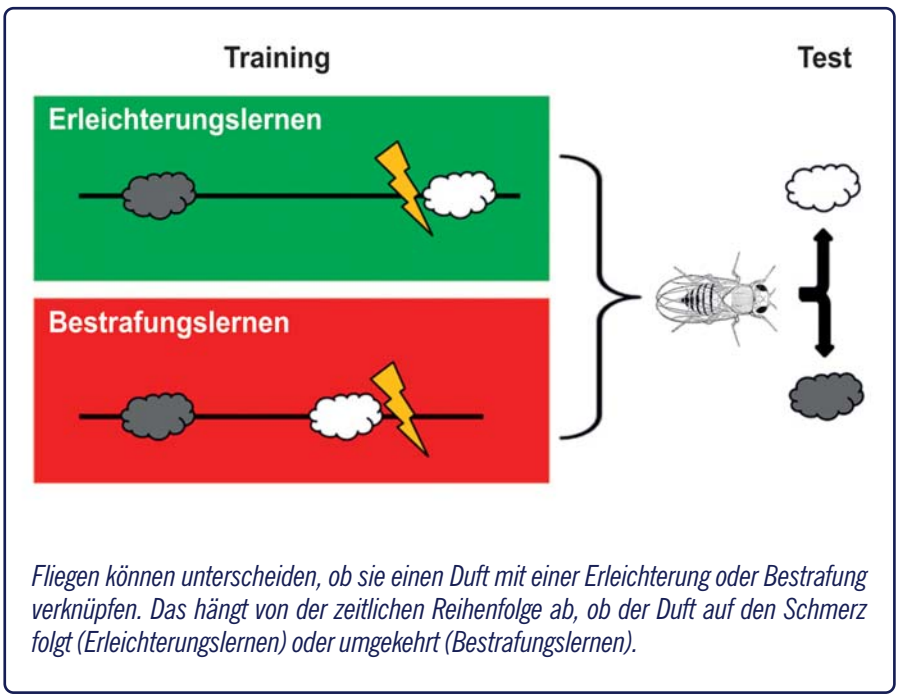 Training
Test
Erleichterungslernen
Bestrafungslernen
Fliegen können unterscheiden, ob sie einen Duft mit einer Erleichterung oder Bestrafung
verknüpfen. Das hängt von der zeitlichen Reihenfolge ab, ob der Duft auf den Schmerz
folgt (Erleichterungslernen) oder umgekehrt (Bestrafungslernen).